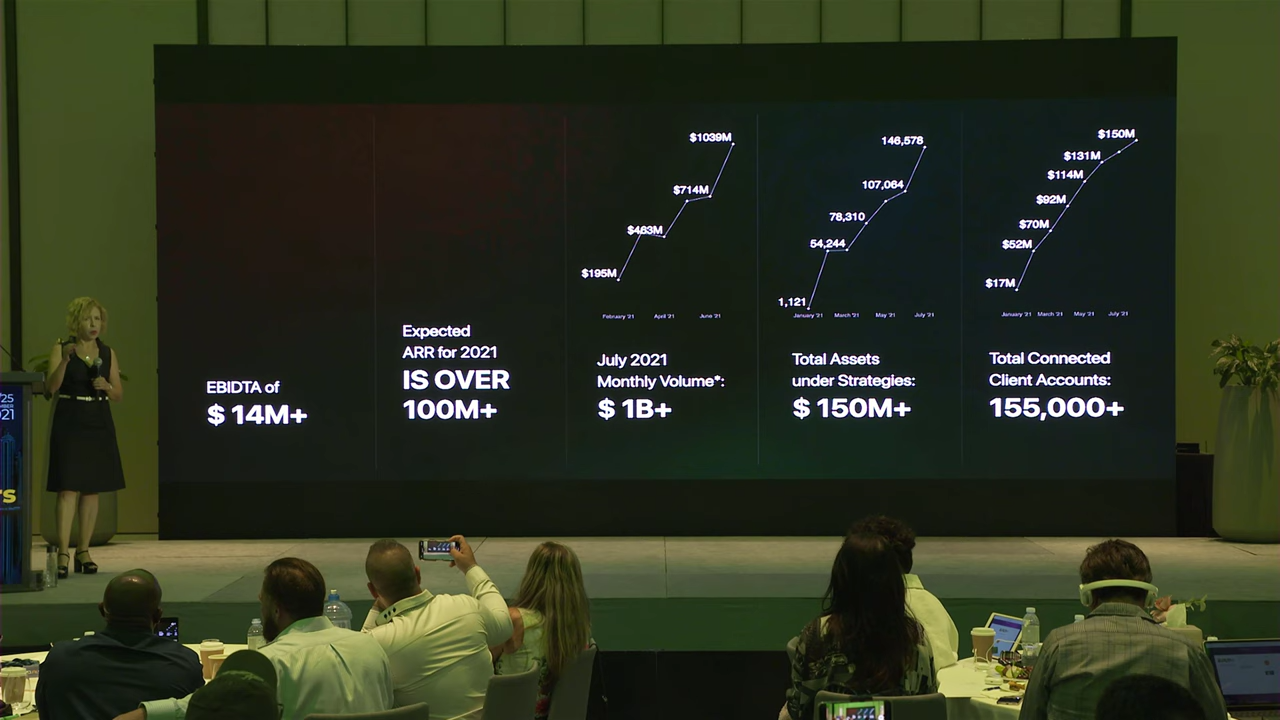 EBIDTA of
$ 14M+
Expected
ARR for 2021
IS OVER
100M+
$1039M
$714M
$463M
$195M
February '21 April '21 June '21
July 2021
Monthly Volume*:
$ 1B+
146,578
107,064
78,310
54,244
1,121
January '21 March '21 May '21 July '21
Total Assets
under Strategies:
$ 150M+
$150M
$131M
$114M
$92M
$70M
$52M
$17M
January '21 March '21 May '21 July '21
Total Connected
Client Accounts:
155,000+